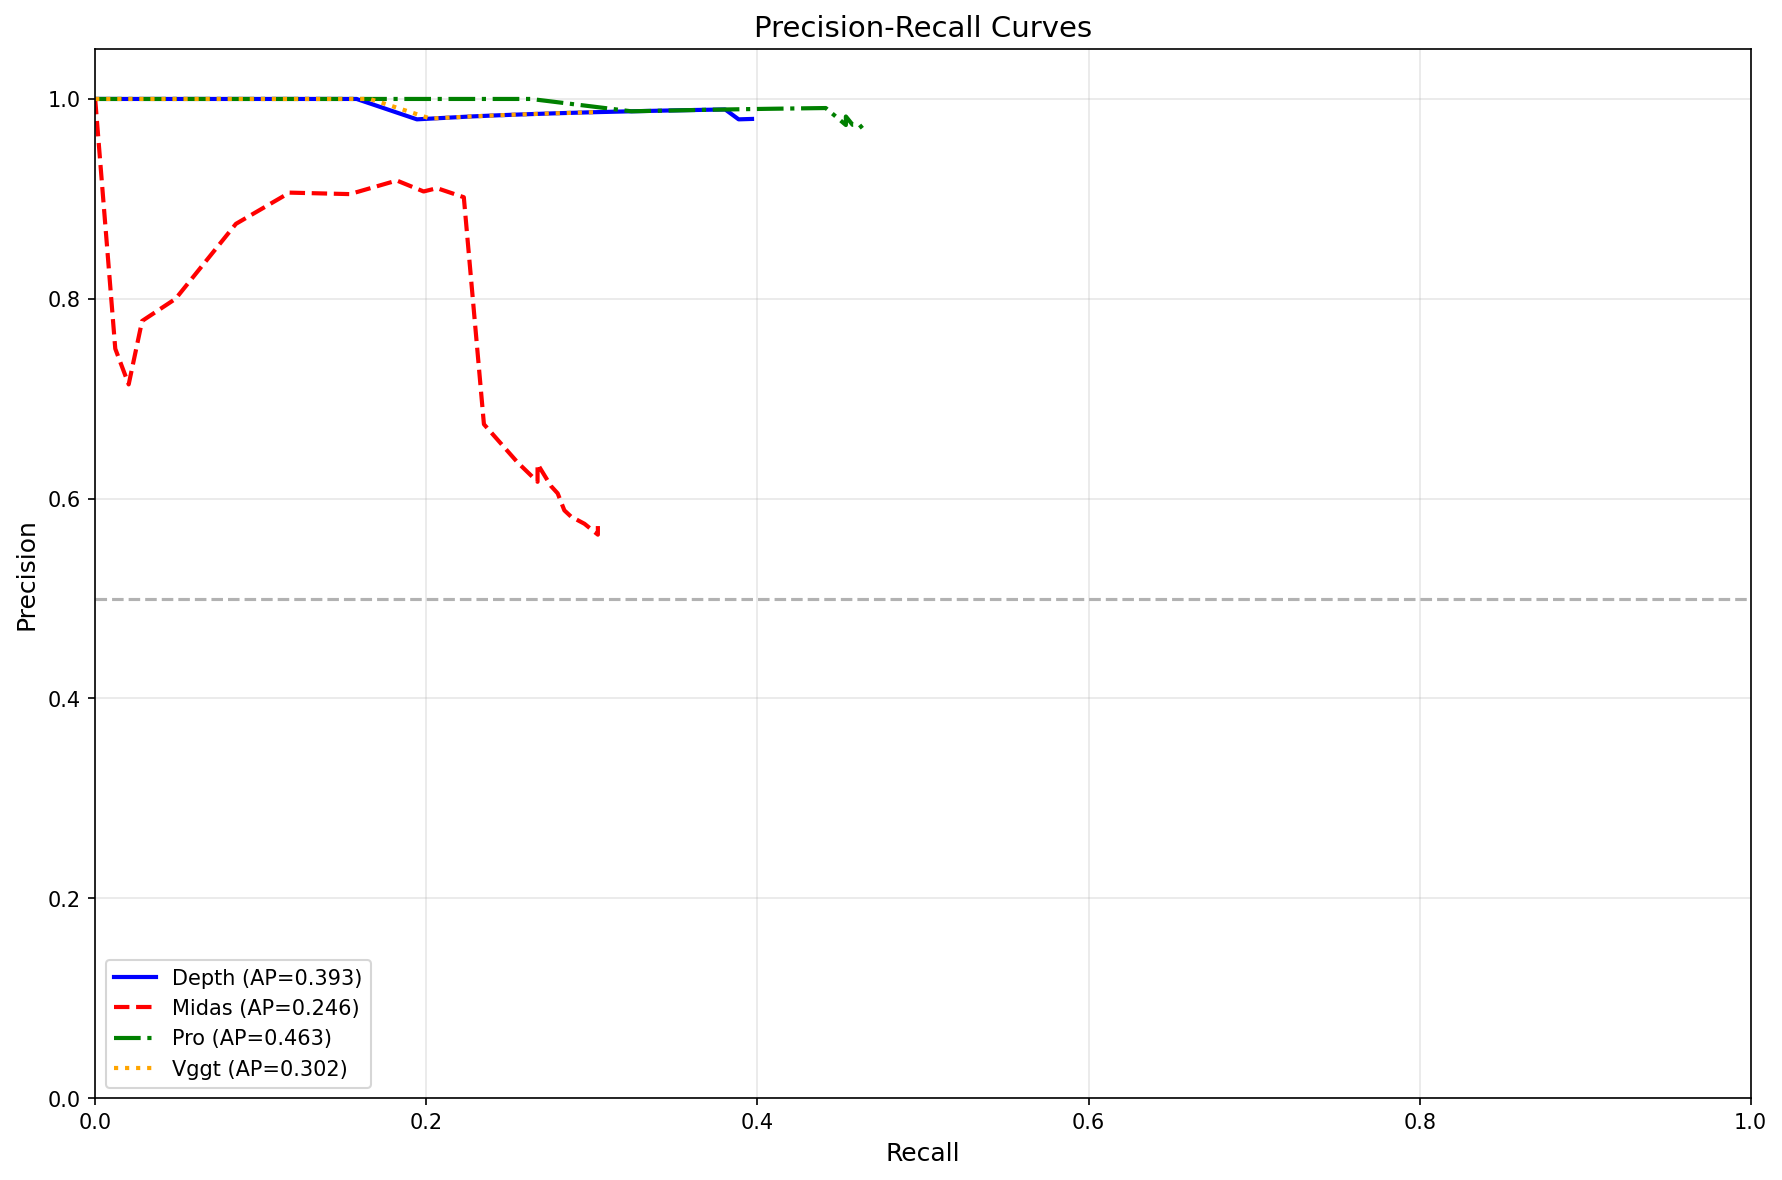 Precision-Recall Curves
Precision
1.0
0.8
0.6
0.4
0.2
0.0
Depth (AP=0.393)
Midas (AP=0.246)
Pro (AP=0.463)
Vggt (AP=0.302)
0.0 0.2 0.4 0.6 0.8 1.0
Recall